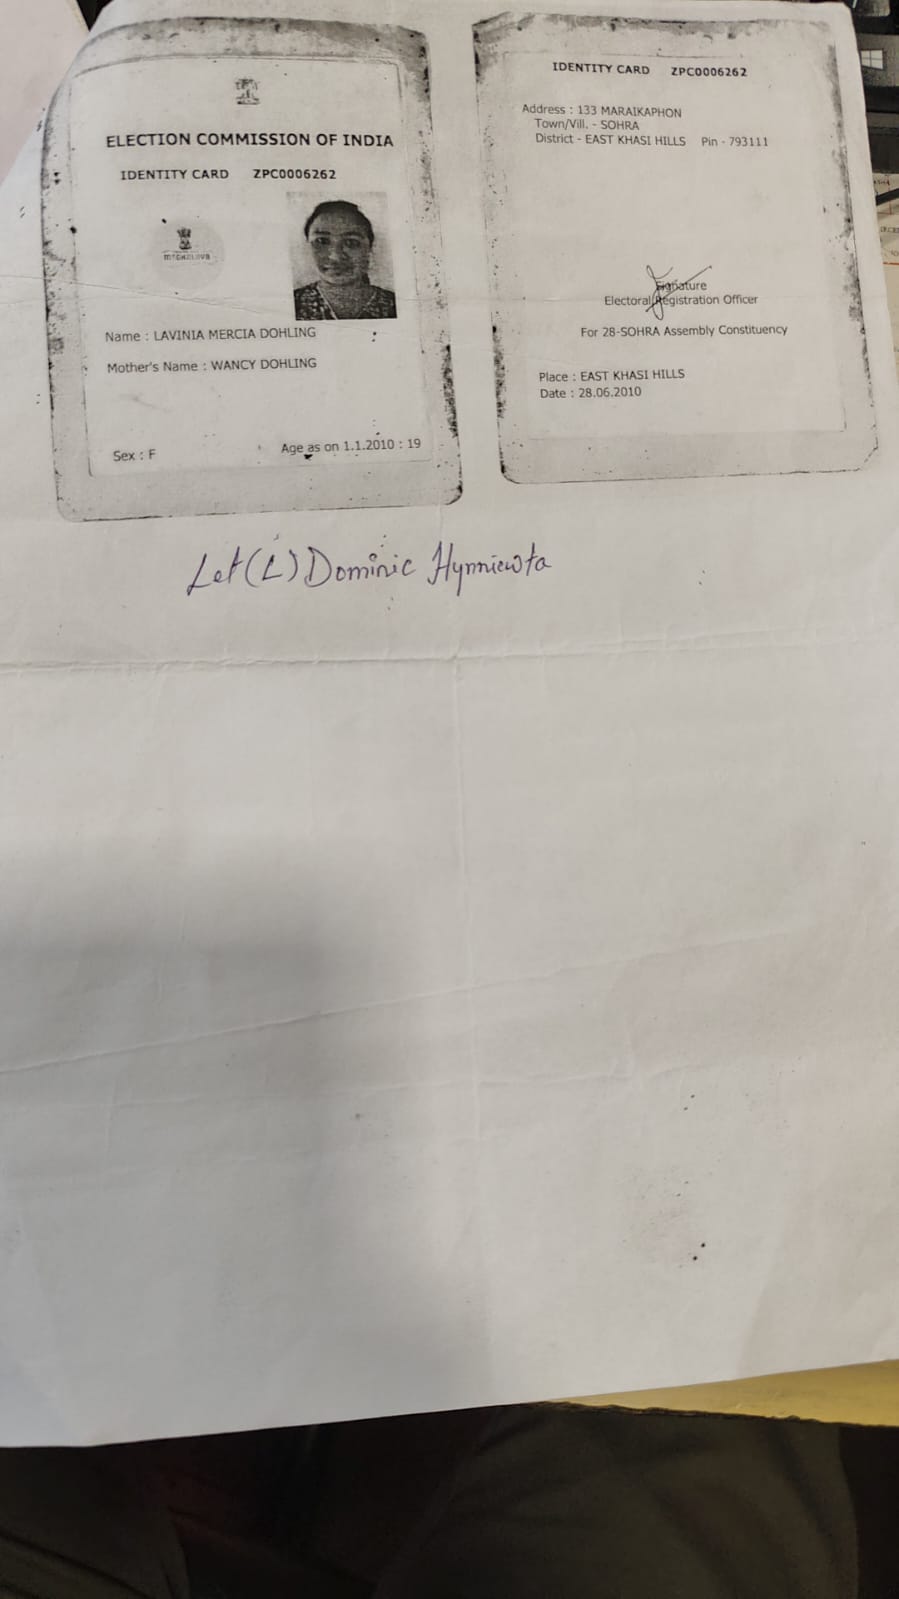 ELECTION COMMISSION OF INDIA
IDENTITY CARD ZPC0006262
MEGHALAYA
Name : LAVINIA MERCIA DOHLING
Mother's Name : WANCY DOHLING
Sex : F Age as on 1.1.2010 : 19
IDENTITY CARD ZPC0006262
Address : 133 MARAIKAPHON
Town/Vill. - SOHRA
District - EAST KHASI HILLS Pin - 793111
Signature
Electoral Registration Officer
For 28-SOHRA Assembly Constituency
Place : EAST KHASI HILLS
Date : 28.06.2010
Let (L) Dominic Hynniewta